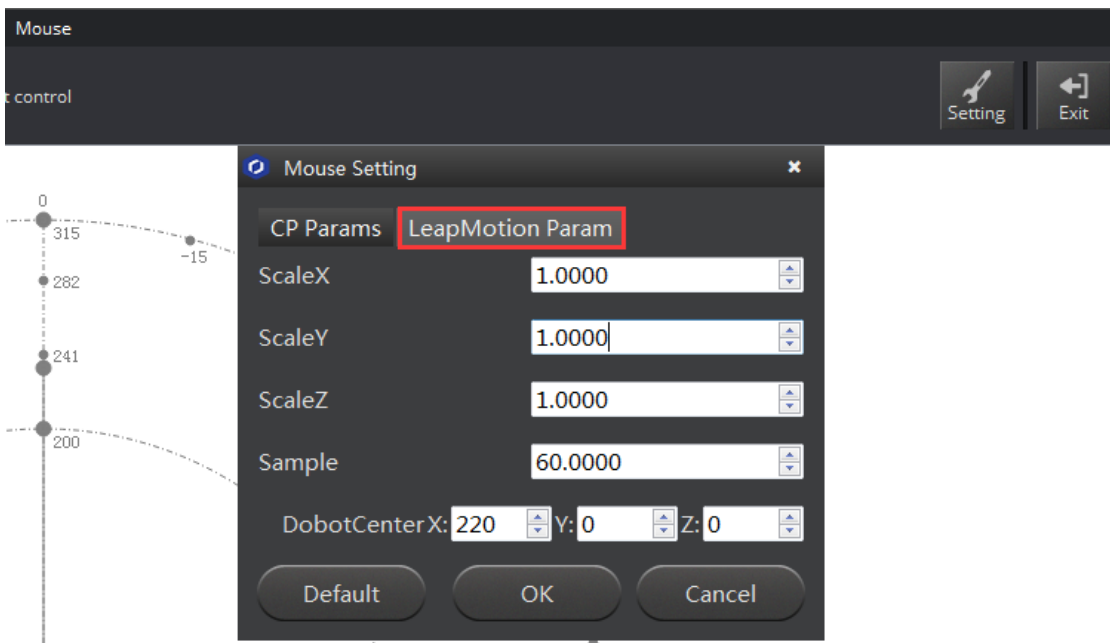 Mouse
t control
Setting
Exit
Mouse Setting
0
315
-15
282
241
200
CP Params LeapMotion Param
ScaleX 1.0000
ScaleY 1.0000
ScaleZ 1.0000
Sample 60.0000
DobotCenter X: 220 Y: 0 Z: 0
Default OK Cancel